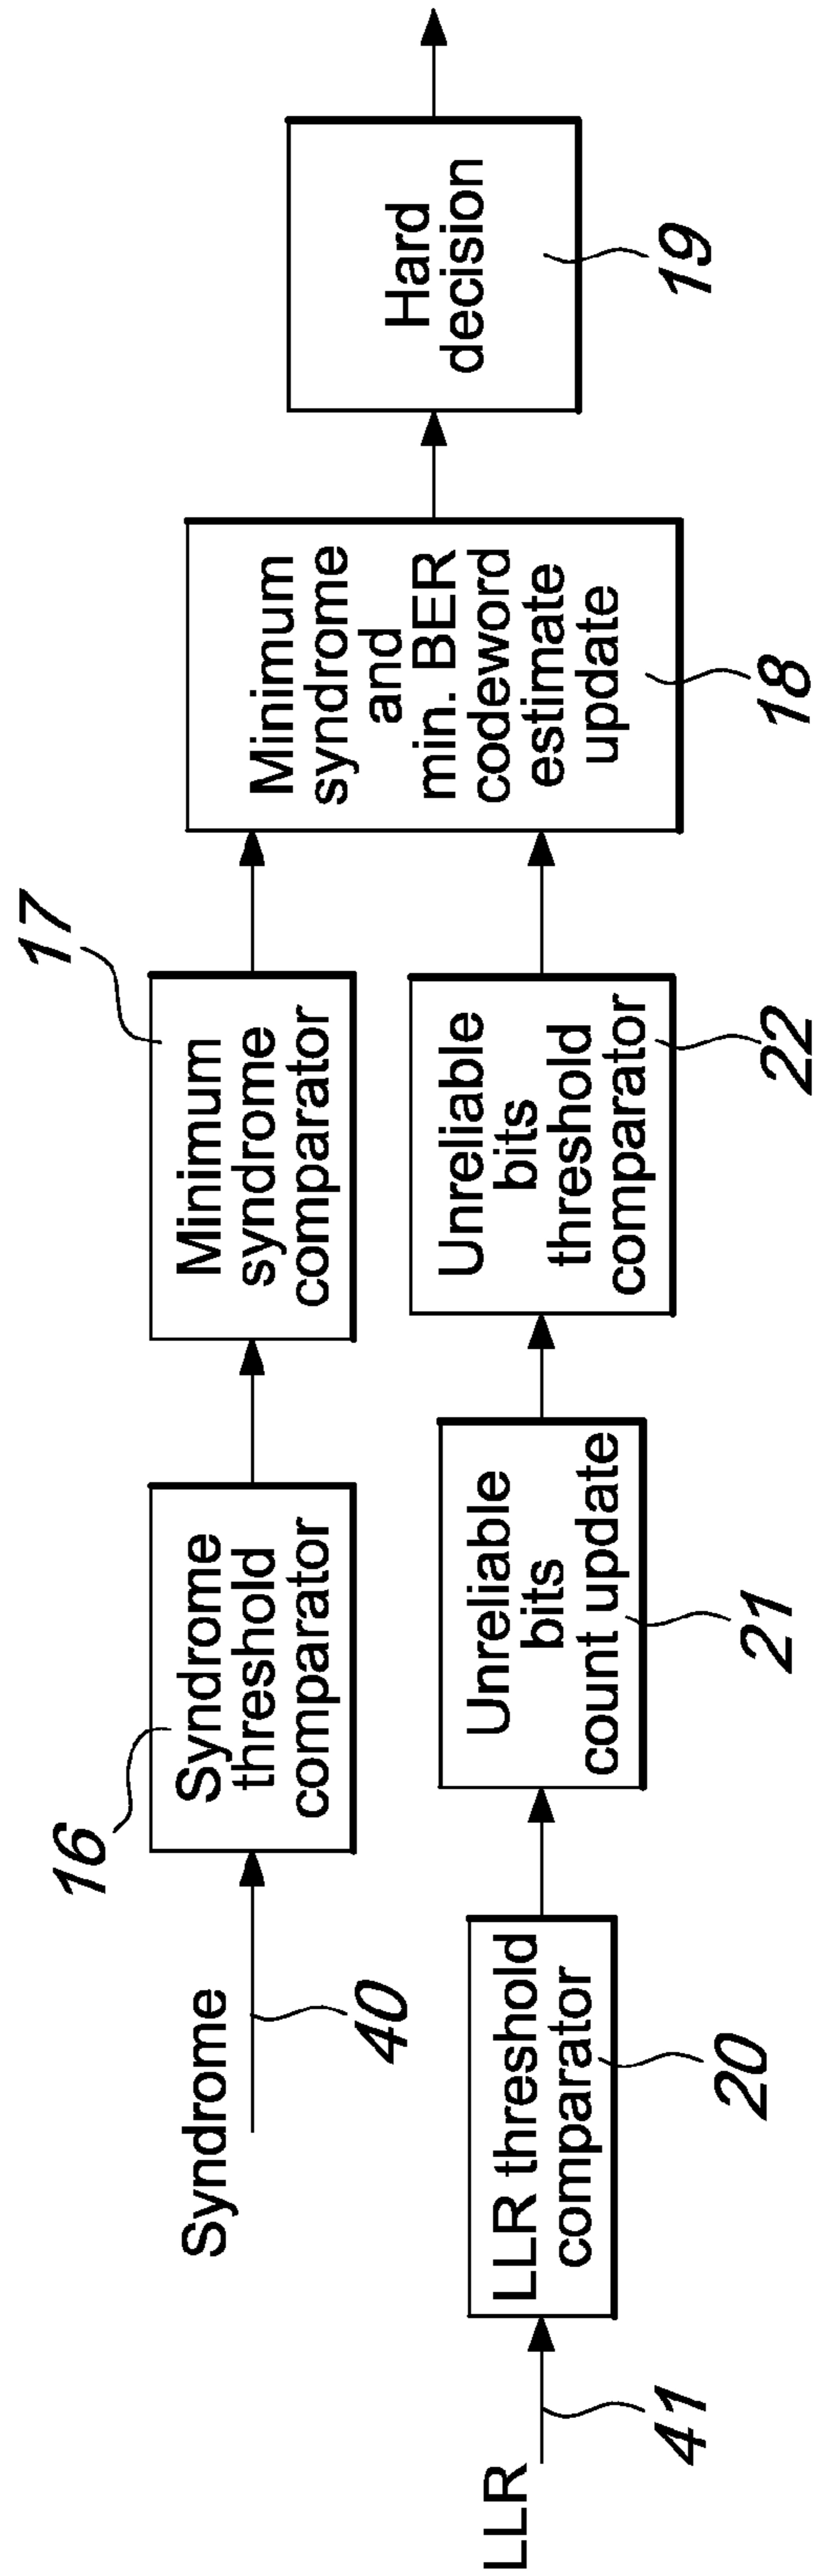 17
16
Syndrome
40
Syndrome
threshold
comparator
Minimum
syndrome
comparator
LLR
41
LLR threshold
comparator
20
Unreliable
bits
count update
21
Unreliable
bits
threshold
comparator
22
Minimum
syndrome
and
min. BER
codeword
estimate
update
18
Hard
decision
19